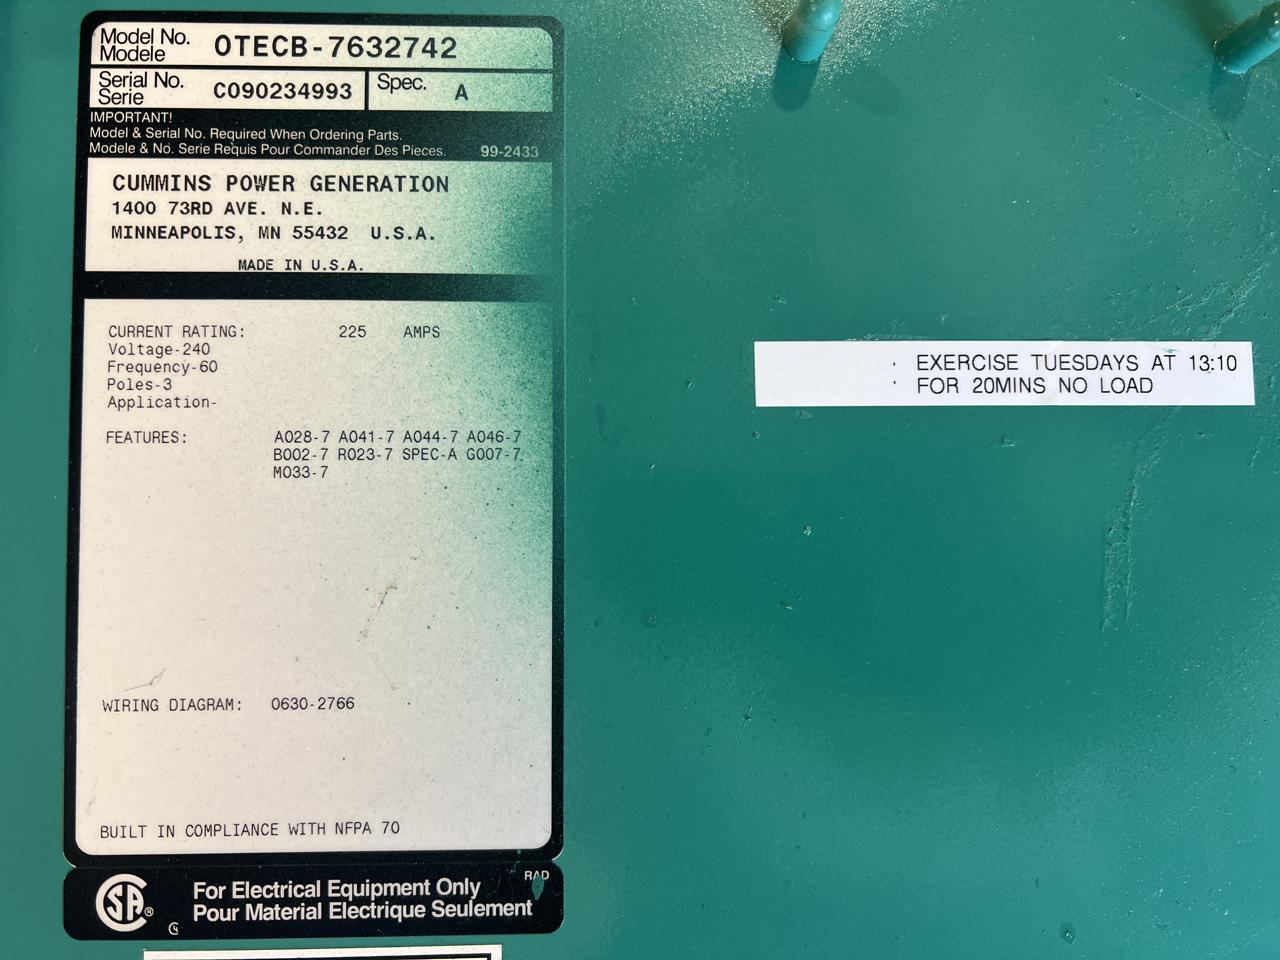 Model No.
Modele
OTECB-7632742
Serial No.
Serie
C090234993
Spec.
A
IMPORTANT!
Model & Serial No. Required When Ordering Parts.
Modele & No. Serie Requis Pour Commander Des Pieces. 99-2433
CUMMINS POWER GENERATION
1400 73RD AVE. N.E.
MINNEAPOLIS, MN 55432 U.S.A.
MADE IN U.S.A.
CURRENT RATING: 225 AMPS
Voltage-240
Frequency-60
Poles-3
Application-
FEATURES: A028-7 A041-7 A044-7 A046-7
B002-7 R023-7 SPEC-A G007-7
M033-7
WIRING DIAGRAM: 0630-2766
BUILT IN COMPLIANCE WITH NFPA 70
RAD
SA ®
For Electrical Equipment Only
Pour Material Electrique Seulement
EXERCISE TUESDAYS AT 13:10
FOR 20MINS NO LOAD